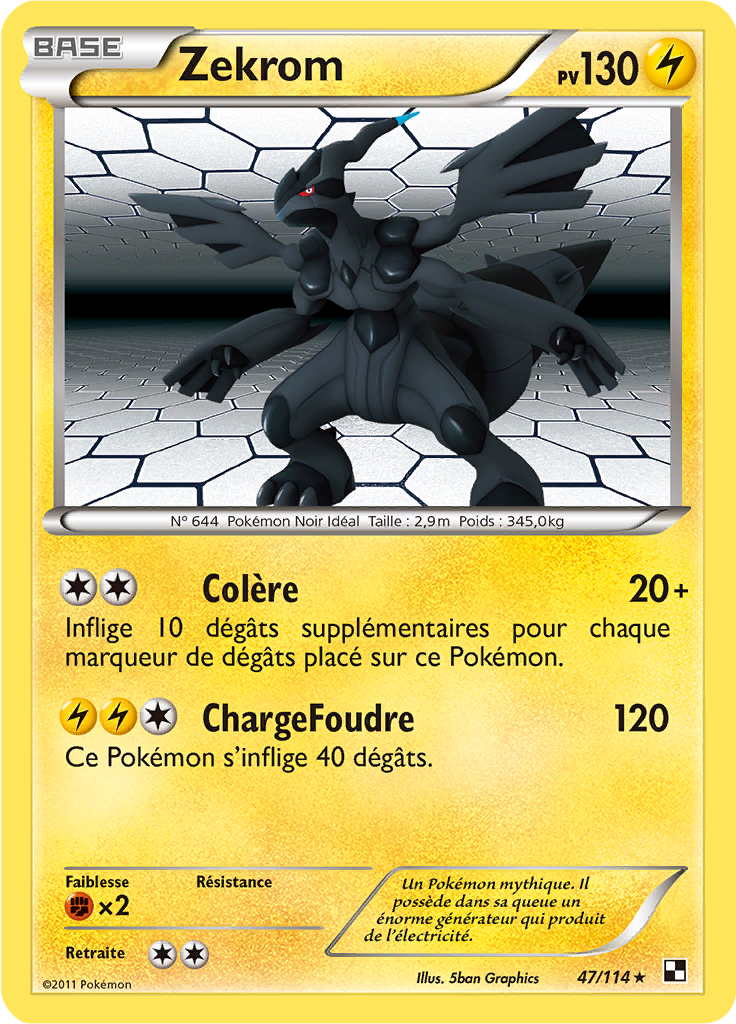 BASE
Zekrom
PV130
N° 644 Pokémon Noir Idéal Taille : 2,9m Poids : 345,0kg
Colère 20+
Inflige 10 dégâts supplémentaires pour chaque
marqueur de dégâts placé sur ce Pokémon.
ChargeFoudre 120
Ce Pokémon s'inflige 40 dégâts.
Faiblesse Résistance
×2
Retraite
Un Pokémon mythique. Il
possède dans sa queue un
énorme générateur qui produit
de l'électricité.
©2011 Pokémon Illus. 5ban Graphics 47/114 ★